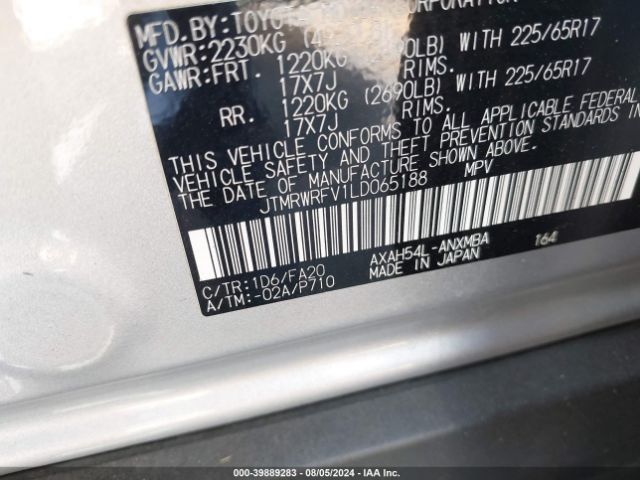 MFD.BY: CORPORATION
GVWR:2230KG WITH 225/65R17
GAWR:FRT. 1220KG RIMS.
17X7J (2690LB) WITH 225/65R17
RR. 1220KG RIMS.
17X7J
THIS VEHICLE CONFORMS TO ALL APPLICABLE FEDERAL
VEHICLE SAFETY AND THEFT PREVENTION STANDARDS IN
THE DATE OF MANUFACTURE SHOWN ABOVE.
JTMRWRFV1LD065188 MPV
C/TR:1D6/FA20 AXAH54L-ANXMBA 164
A/TM:-02A/P710 MADE IN JAPAN
000-39889283 - 08/05/2024 - IAA Inc.